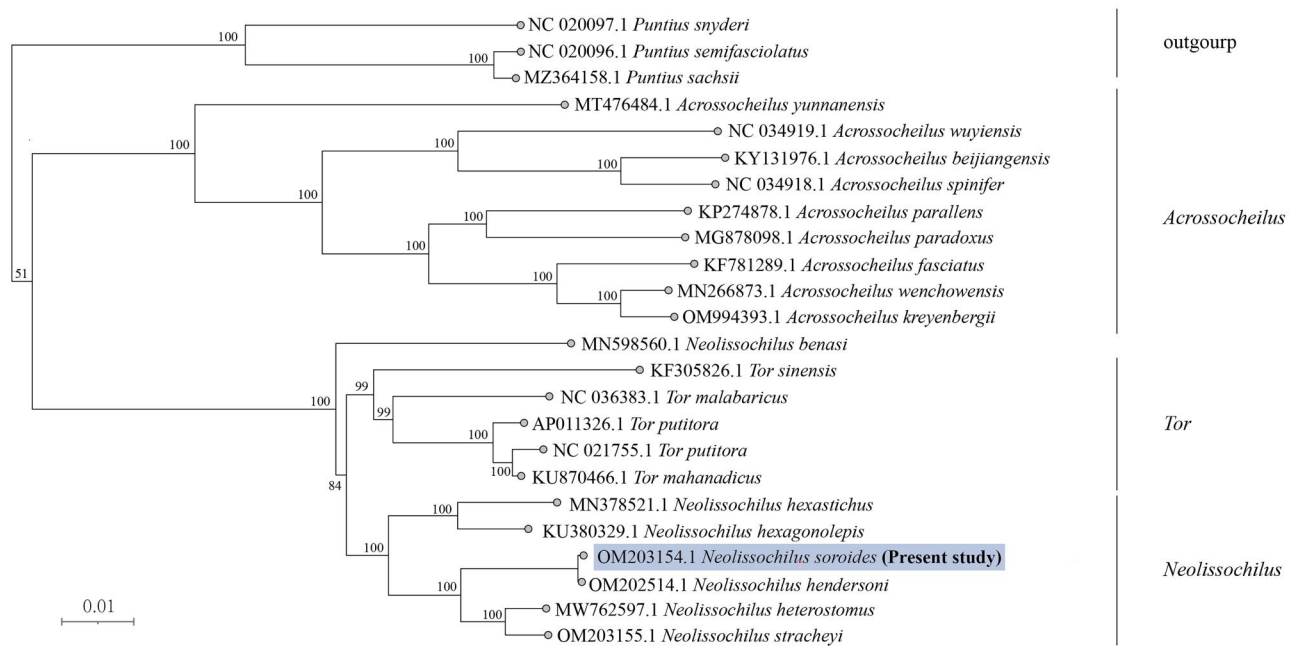 NC 020097.1 Puntius snyderi
100
NC 020096.1 Puntius semifasciolatus
100
MZ364158.1 Puntius sachsii
outgourp
MT476484.1 Acrossocheilus yunnanensis
100
NC 034919.1 Acrossocheilus wuyiensis
100
KY131976.1 Acrossocheilus beijiangensis
100
NC 034918.1 Acrossocheilus spinifer
100
KP274878.1 Acrossocheilus parallens
100
MG878098.1 Acrossocheilus paradoxus
100
KF781289.1 Acrossocheilus fasciatus
100
MN266873.1 Acrossocheilus wenchowensis
100
OM994393.1 Acrossocheilus kreyenbergii
Acrossocheilus
51
MN598560.1 Neolissochilus benasi
100
KF305826.1 Tor sinensis
99
NC 036383.1 Tor malabaricus
99
AP011326.1 Tor putitora
100
NC 021755.1 Tor putitora
100
KU870466.1 Tor mahanadicus
Tor
84
MN378521.1 Neolissochilus hexastichus
100
KU380329.1 Neolissochilus hexagonolepis
100
OM203154.1 Neolissochilus soroides (Present study)
OM202514.1 Neolissochilus hendersoni
100
MW762597.1 Neolissochilus heterostomus
100
OM203155.1 Neolissochilus stracheyi
Neolissochilus
0.01